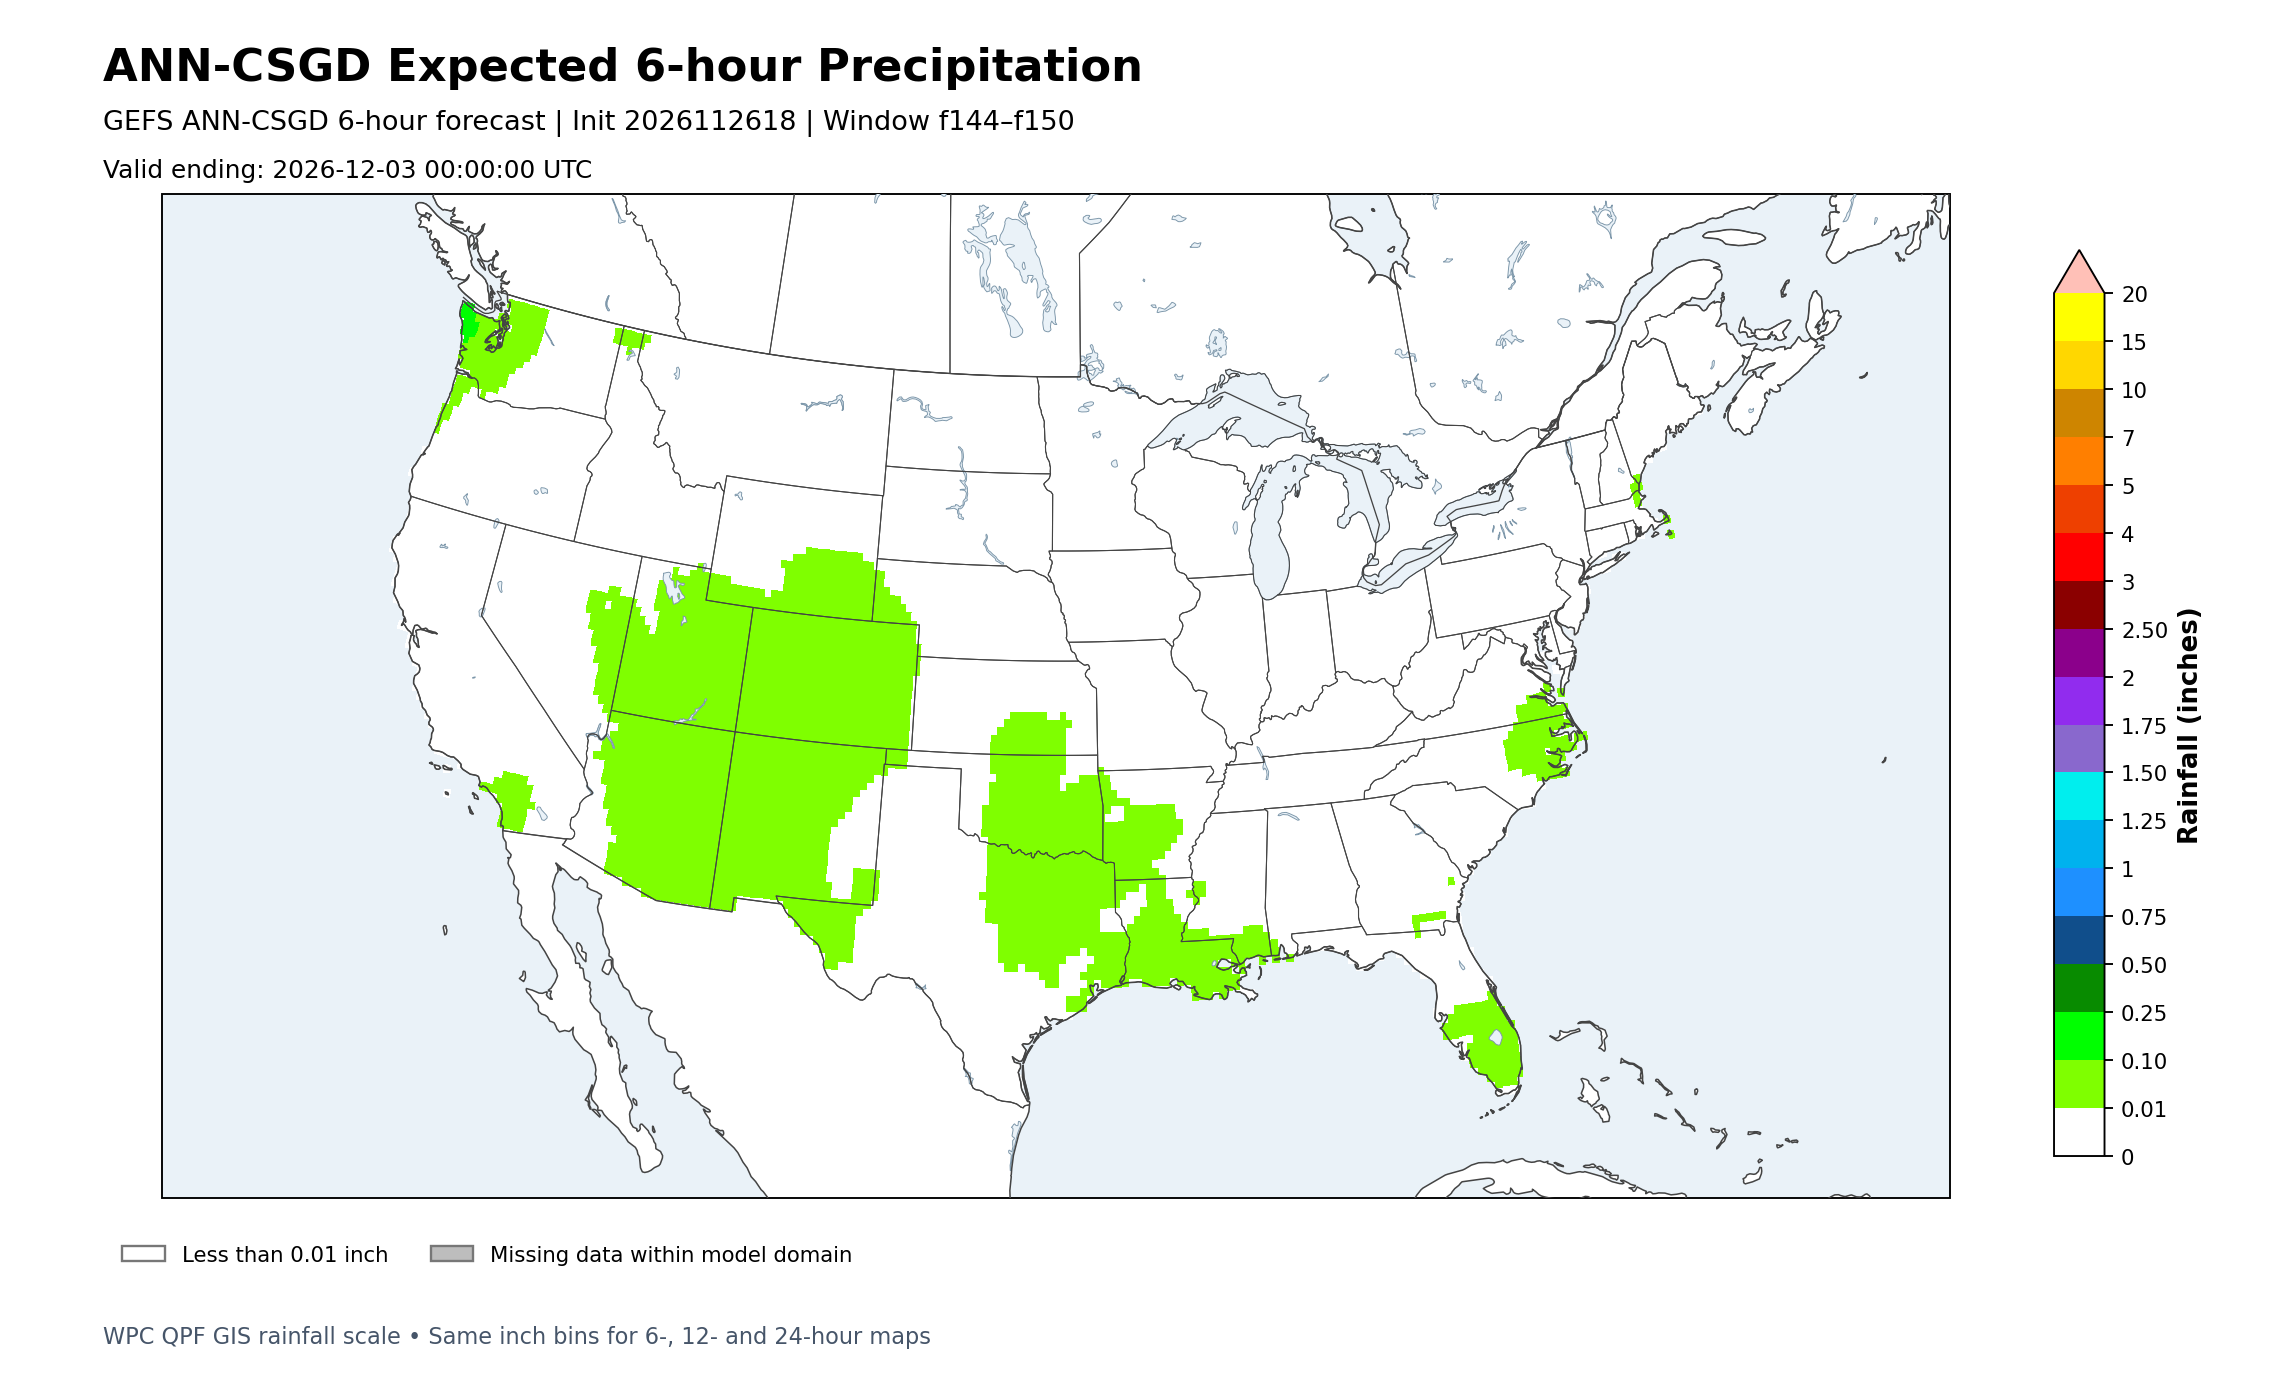 ANN-CSGD Expected 6-hour Precipitation
GEFS ANN-CSGD 6-hour forecast | Init 2026112618 | Window f144–f150
Valid ending: 2026-12-03 00:00:00 UTC
20
15
10
7
5
4
3
2.50
2
1.75
1.50
1.25
1
0.75
0.50
0.25
0.10
0.01
0
Rainfall (inches)
Less than 0.01 inch
Missing data within model domain
WPC QPF GIS rainfall scale • Same inch bins for 6-, 12- and 24-hour maps